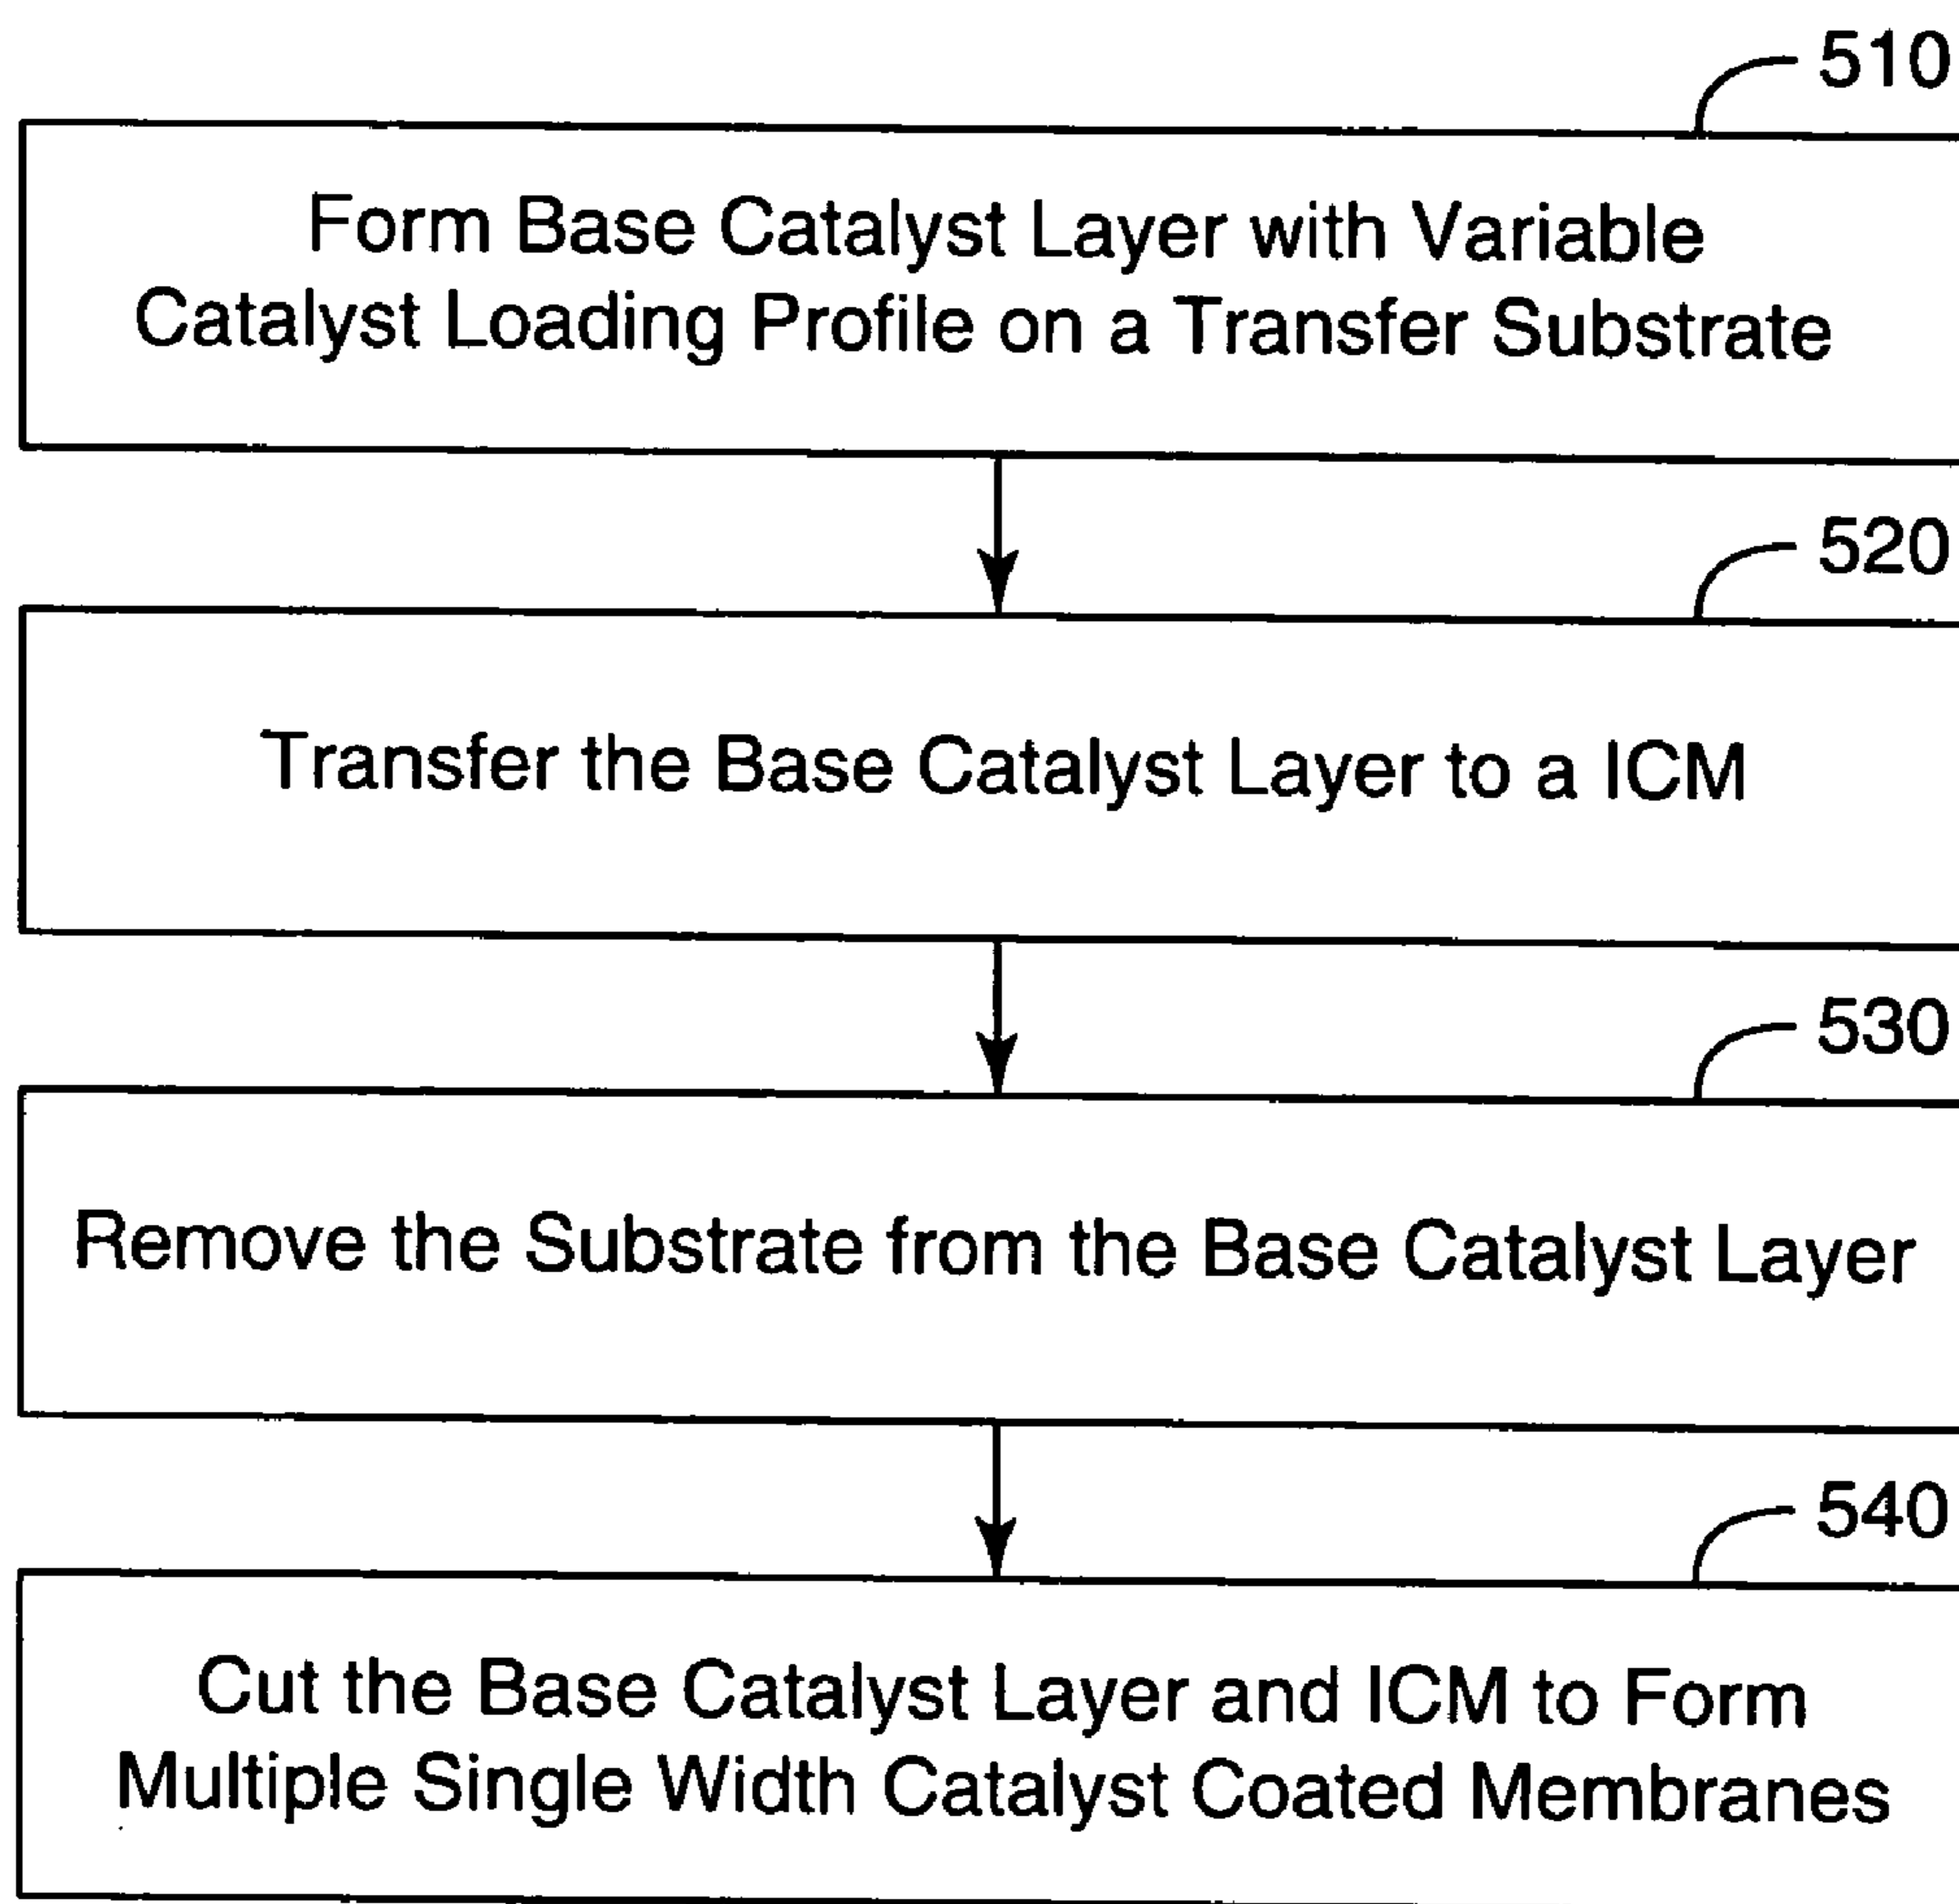 510
Form Base Catalyst Layer with Variable
Catalyst Loading Profile on a Transfer Substrate
520
Transfer the Base Catalyst Layer to a ICM
530
Remove the Substrate from the Base Catalyst Layer
540
Cut the Base Catalyst Layer and ICM to Form
Multiple Single Width Catalyst Coated Membranes